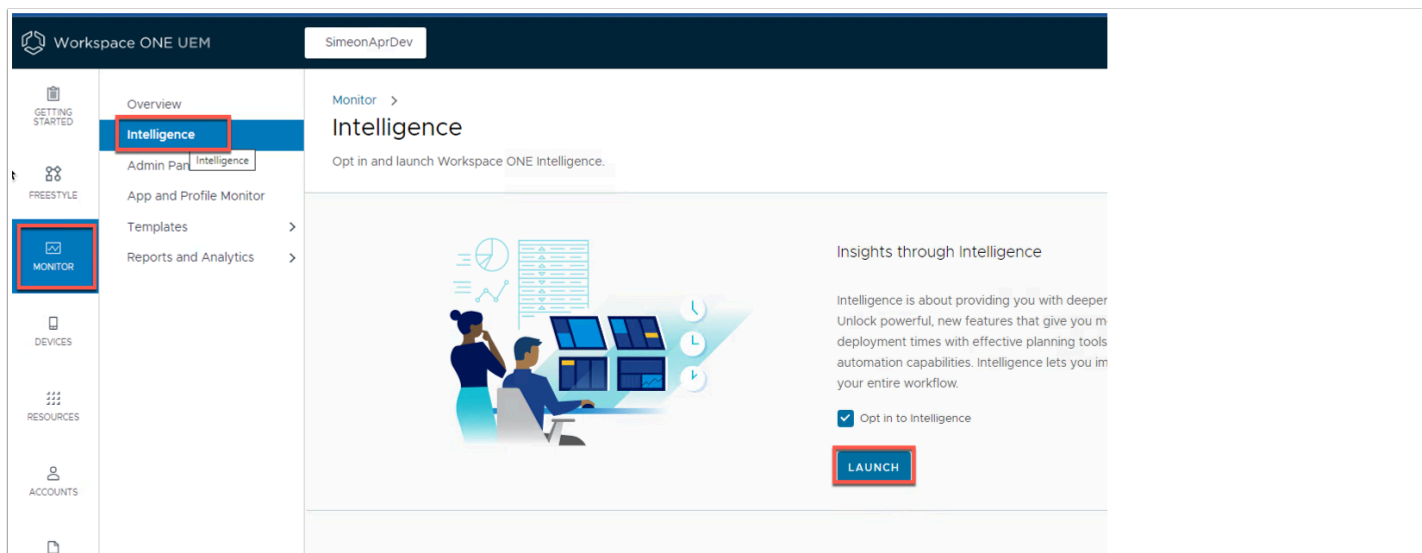 Workspace ONE UEM
SimeonAprDev
GETTING
STARTED
FREESTYLE
MONITOR
DEVICES
RESOURCES
ACCOUNTS
Overview
Intelligence
Admin Pan
Intelligence
App and Profile Monitor
Templates
Reports and Analytics
Monitor >
Intelligence
Opt in and launch Workspace ONE Intelligence.
Insights through Intelligence
Intelligence is about providing you with deeper
Unlock powerful, new features that give you m
deployment times with effective planning tools
automation capabilities. Intelligence lets you im
your entire workflow.
Opt in to Intelligence
LAUNCH